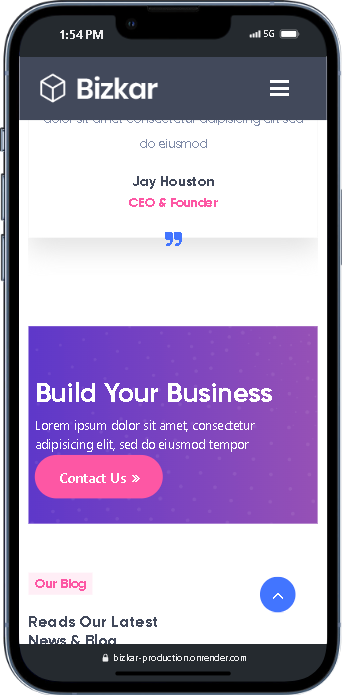 1:54 PM
5G
Bizkar
dolor sit amet consectetur adipisicing elit sed
do eiusmod
Jay Houston
CEO & Founder
Build Your Business
Lorem ipsum dolor sit amet, consectetur
adipisicing elit, sed do eiusmod tempor
Contact Us »
Our Blog
Reads Our Latest
News & Blog
bizkar-production.onrender.com